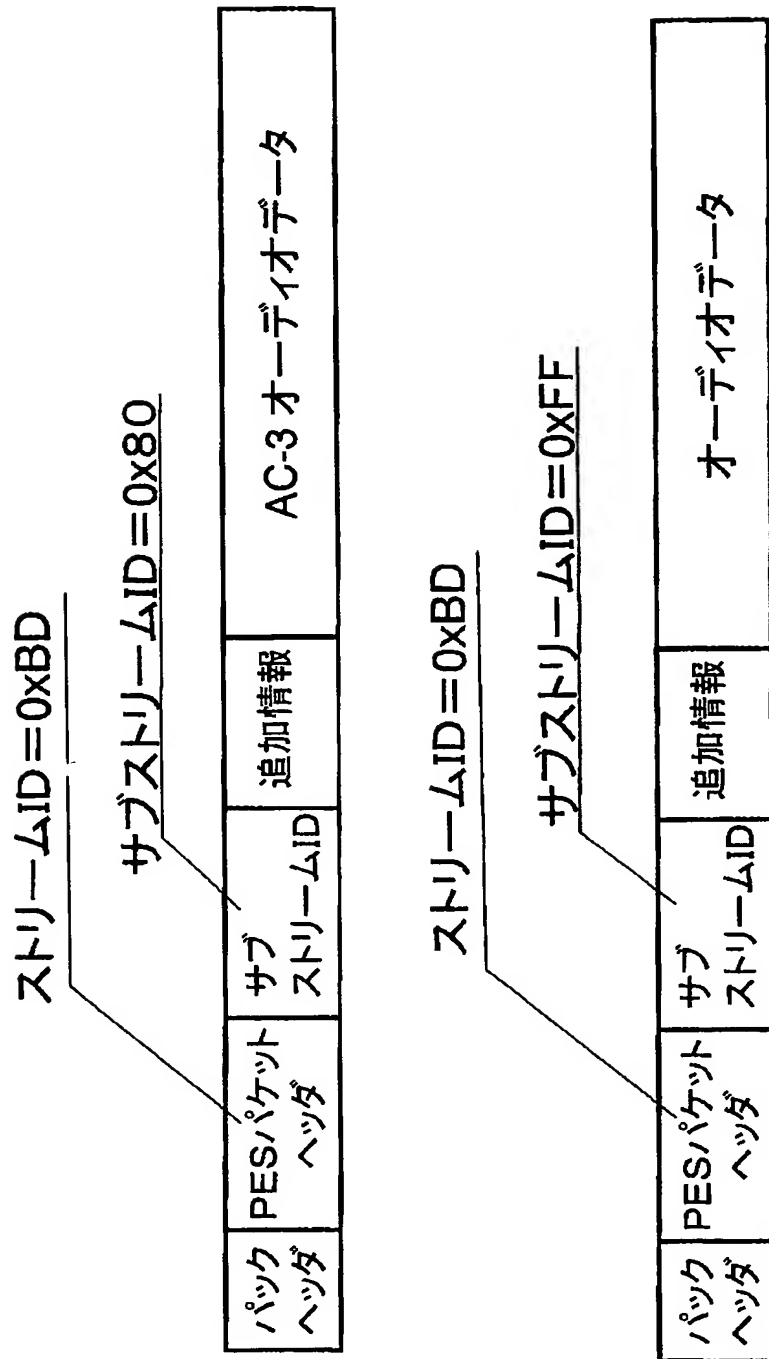 ストリームID=0xBD
サブストリームID=0x80
パック
ヘッダ
PESパケット
ヘッダ
サブ
ストリームID
追加情報
AC-3 オーディオデータ
ストリームID=0xBD
サブストリームID=0xFF
パック
ヘッダ
PESパケット
ヘッダ
サブ
ストリームID
追加情報
オーディオデータ